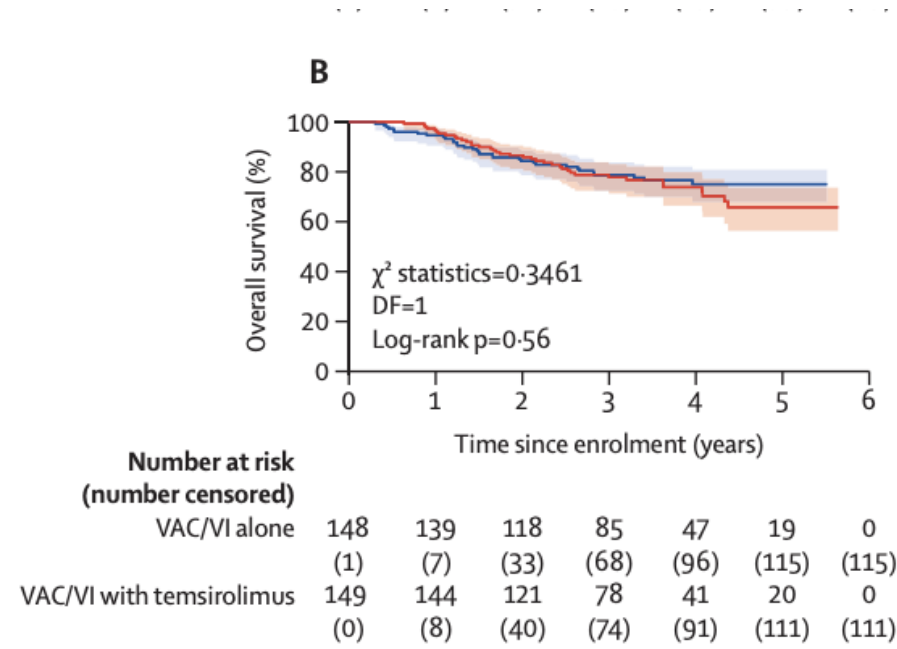 B
100
80
60
40
20
0
Overall survival (%)
χ² statistics=0·3461
DF=1
Log-rank p=0·56
0 1 2 3 4 5 6
Time since enrolment (years)
Number at risk
(number censored)
VAC/VI alone 148 139 118 85 47 19 0
(1) (7) (33) (68) (96) (115) (115)
VAC/VI with temsirolimus 149 144 121 78 41 20 0
(0) (8) (40) (74) (91) (111) (111)